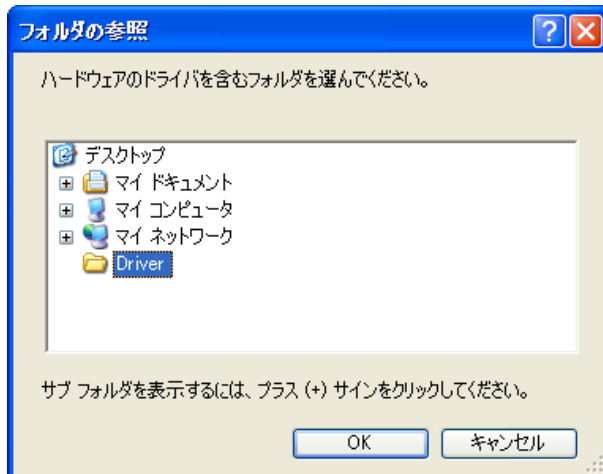 フォルダの参照
ハードウェアのドライバを含むフォルダを選んでください。
デスクトップ
マイ ドキュメント
マイ コンピュータ
マイ ネットワーク
Driver
サブ フォルダを表示するには、プラス (+) サインをクリックしてください。
OK キャンセル